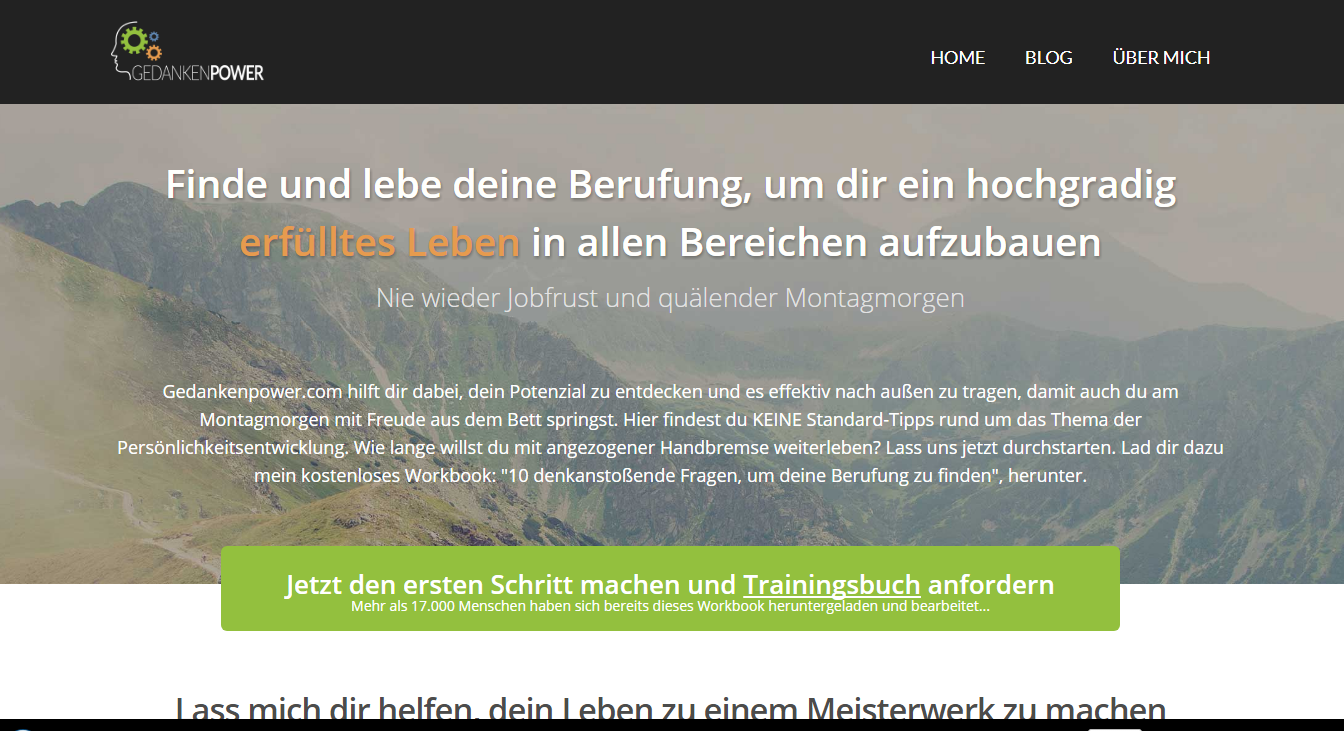 GEDANKENPOWER
HOME BLOG ÜBER MICH
Finde und lebe deine Berufung, um dir ein hochgradig
erfülltes Leben in allen Bereichen aufzubauen
Nie wieder Jobfrust und quälender Montagmorgen
Gedankenpower.com hilft dir dabei, dein Potenzial zu entdecken und es effektiv nach außen zu tragen, damit auch du am
Montagmorgen mit Freude aus dem Bett springst. Hier findest du KEINE Standard-Tipps rund um das Thema der
Persönlichkeitsentwicklung. Wie lange willst du mit angezogener Handbremse weiterleben? Lass uns jetzt durchstarten. Lad dir dazu
mein kostenloses Workbook: "10 denkanstoßende Fragen, um deine Berufung zu finden", herunter.
Jetzt den ersten Schritt machen und Trainingsbuch anfordern
Mehr als 17.000 Menschen haben sich bereits dieses Workbook heruntergeladen und bearbeitet...
Lass mich dir helfen, dein Leben zu einem Meisterwerk zu machen